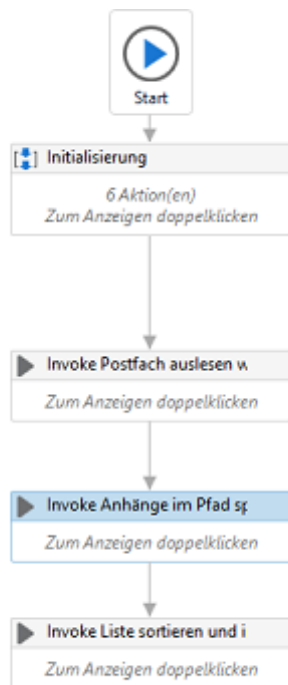 Start
Initialisierung
6 Aktion(en)
Zum Anzeigen doppelklicken
Invoke Postfach auslesen w
Zum Anzeigen doppelklicken
Invoke Anhänge im Pfad sp
Zum Anzeigen doppelklicken
Invoke Liste sortieren und i
Zum Anzeigen doppelklicken